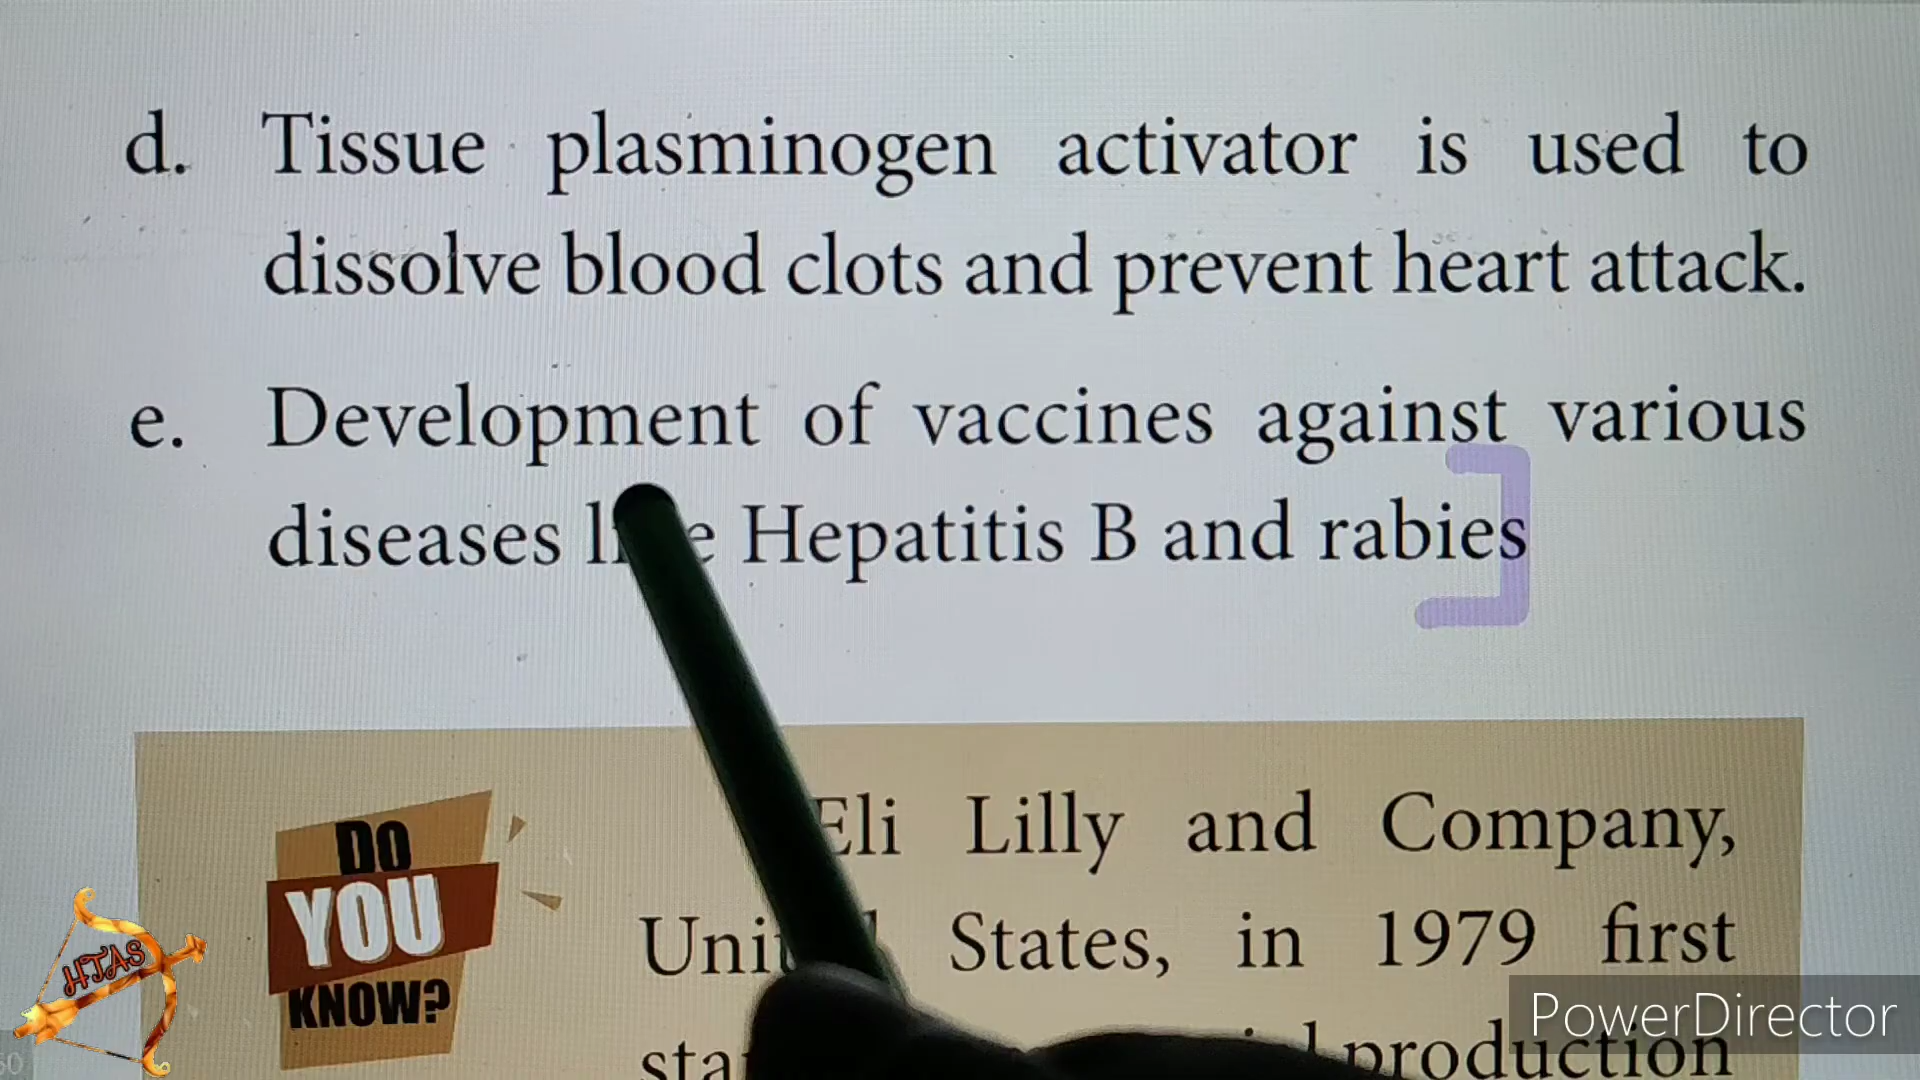 d. Tissue plasminogen activator is used to
dissolve blood clots and prevent heart attack.
e. Development of vaccines against various
diseases Hepatitis B and rabies
DO
YOU
KNOW?
Eli Lilly and Company,
States, in 1979 first
production
HTAS
PowerDirector